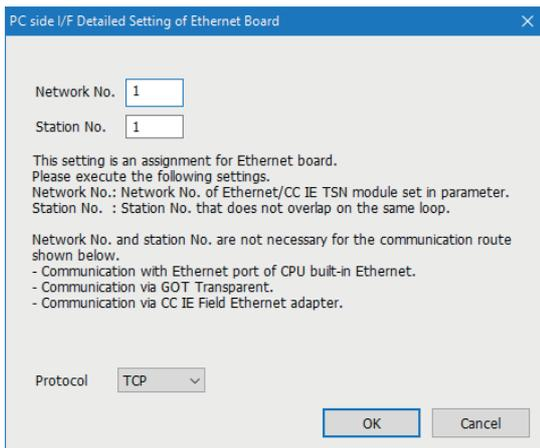 PC side I/F Detailed Setting of Ethernet Board
Network No. 1
Station No. 1
This setting is an assignment for Ethernet board.
Please execute the following settings.
Network No.: Network No. of Ethernet/CC IE TSN module set in parameter.
Station No. : Station No. that does not overlap on the same loop.
Network No. and station No. are not necessary for the communication route
shown below.
- Communication with Ethernet port of CPU built-in Ethernet.
- Communication via GOT Transparent.
- Communication via CC IE Field Ethernet adapter.
Protocol TCP
OK Cancel